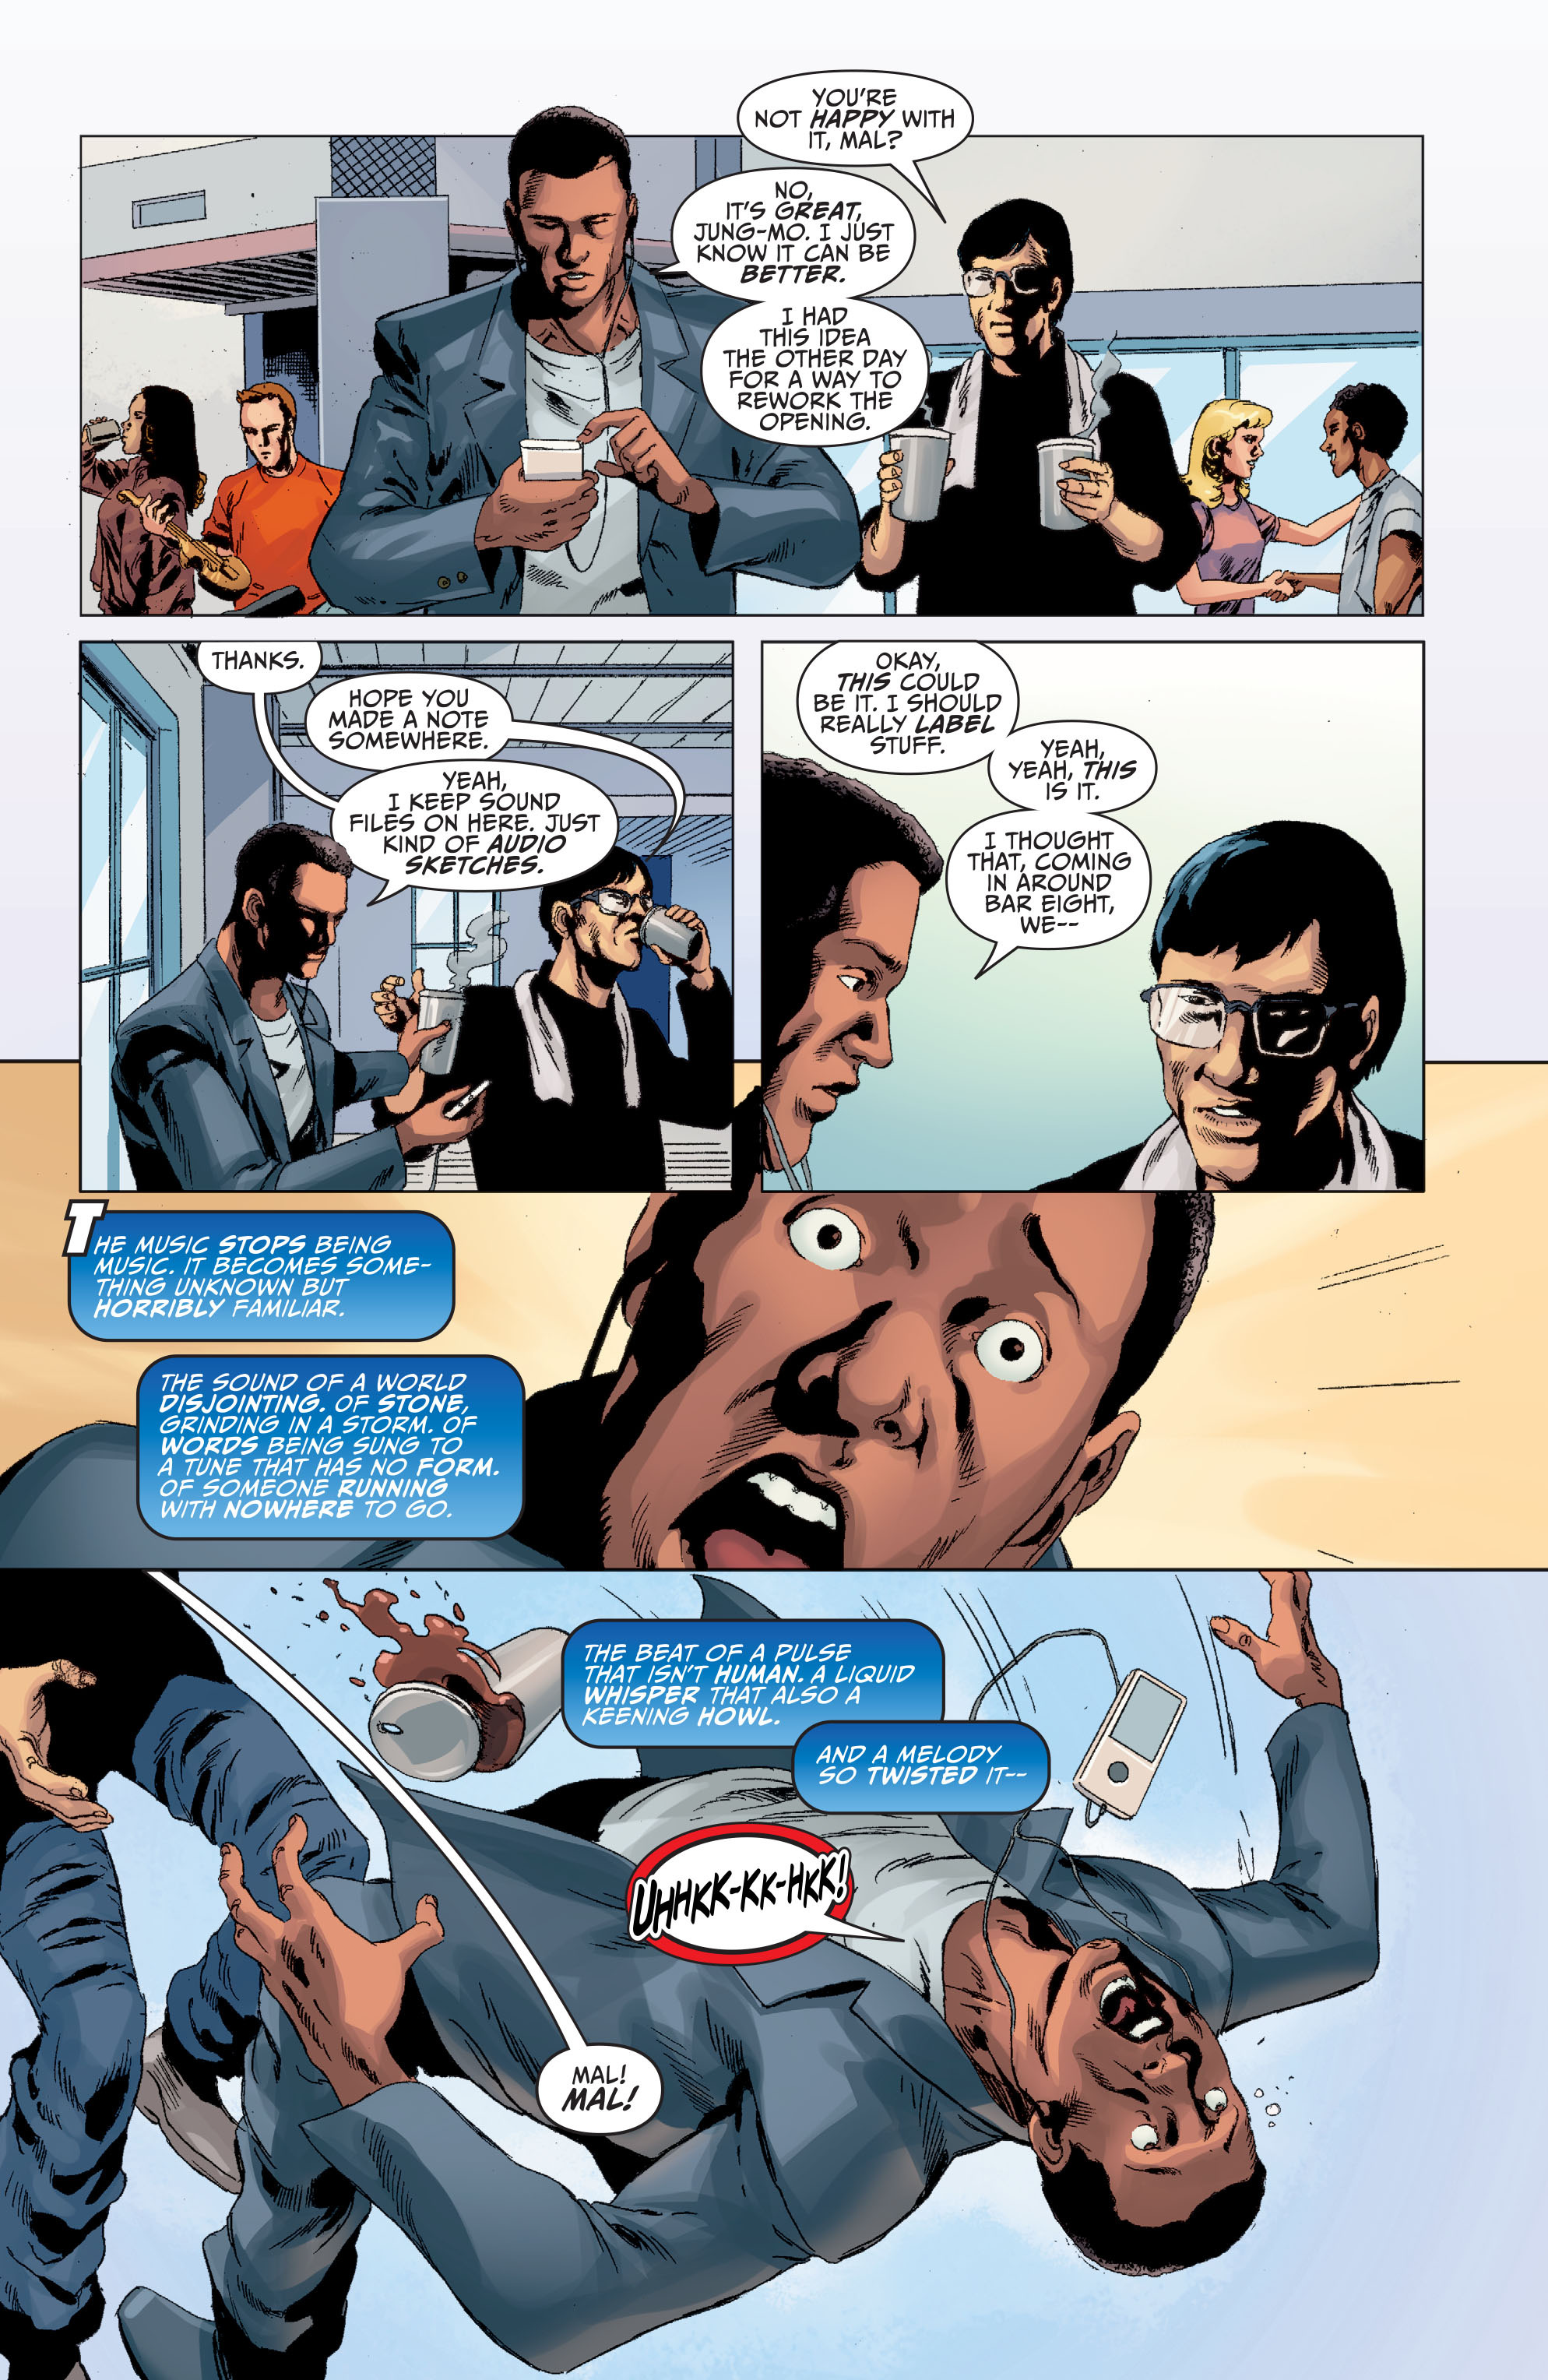 YOU'RE
NOT HAPPY WITH
IT, MAL?
NO,
IT'S GREAT,
JUNG-MO. I JUST
KNOW IT CAN BE
BETTER.
I HAD
THIS IDEA
THE OTHER DAY
FOR A WAY TO
REWORK THE
OPENING.
THANKS.
HOPE YOU
MADE A NOTE
SOMEWHERE.
YEAH,
I KEEP SOUND
FILES ON HERE. JUST
KIND OF AUDIO
SKETCHES.
OKAY,
THIS COULD
BE IT. I SHOULD
REALLY LABEL
STUFF.
YEAH,
YEAH, THIS
IS IT.
I THOUGHT
THAT, COMING
IN AROUND
BAR EIGHT,
WE--
THE MUSIC STOPS BEING
MUSIC. IT BECOMES SOME-
THING UNKNOWN BUT
HORRIBLY FAMILIAR.
THE SOUND OF A WORLD
DISJOINTING. OF STONE,
GRINDING IN A STORM. OF
WORDS BEING SUNG TO
A TUNE THAT HAS NO FORM.
OF SOMEONE RUNNING
WITH NOWHERE TO GO.
THE BEAT OF A PULSE
THAT ISN'T HUMAN. A LIQUID
WHISPER THAT ALSO A
KEENING HOWL.
AND A MELODY
SO TWISTED IT--
UHHKK-KK-HKK!
MAL!
MAL!